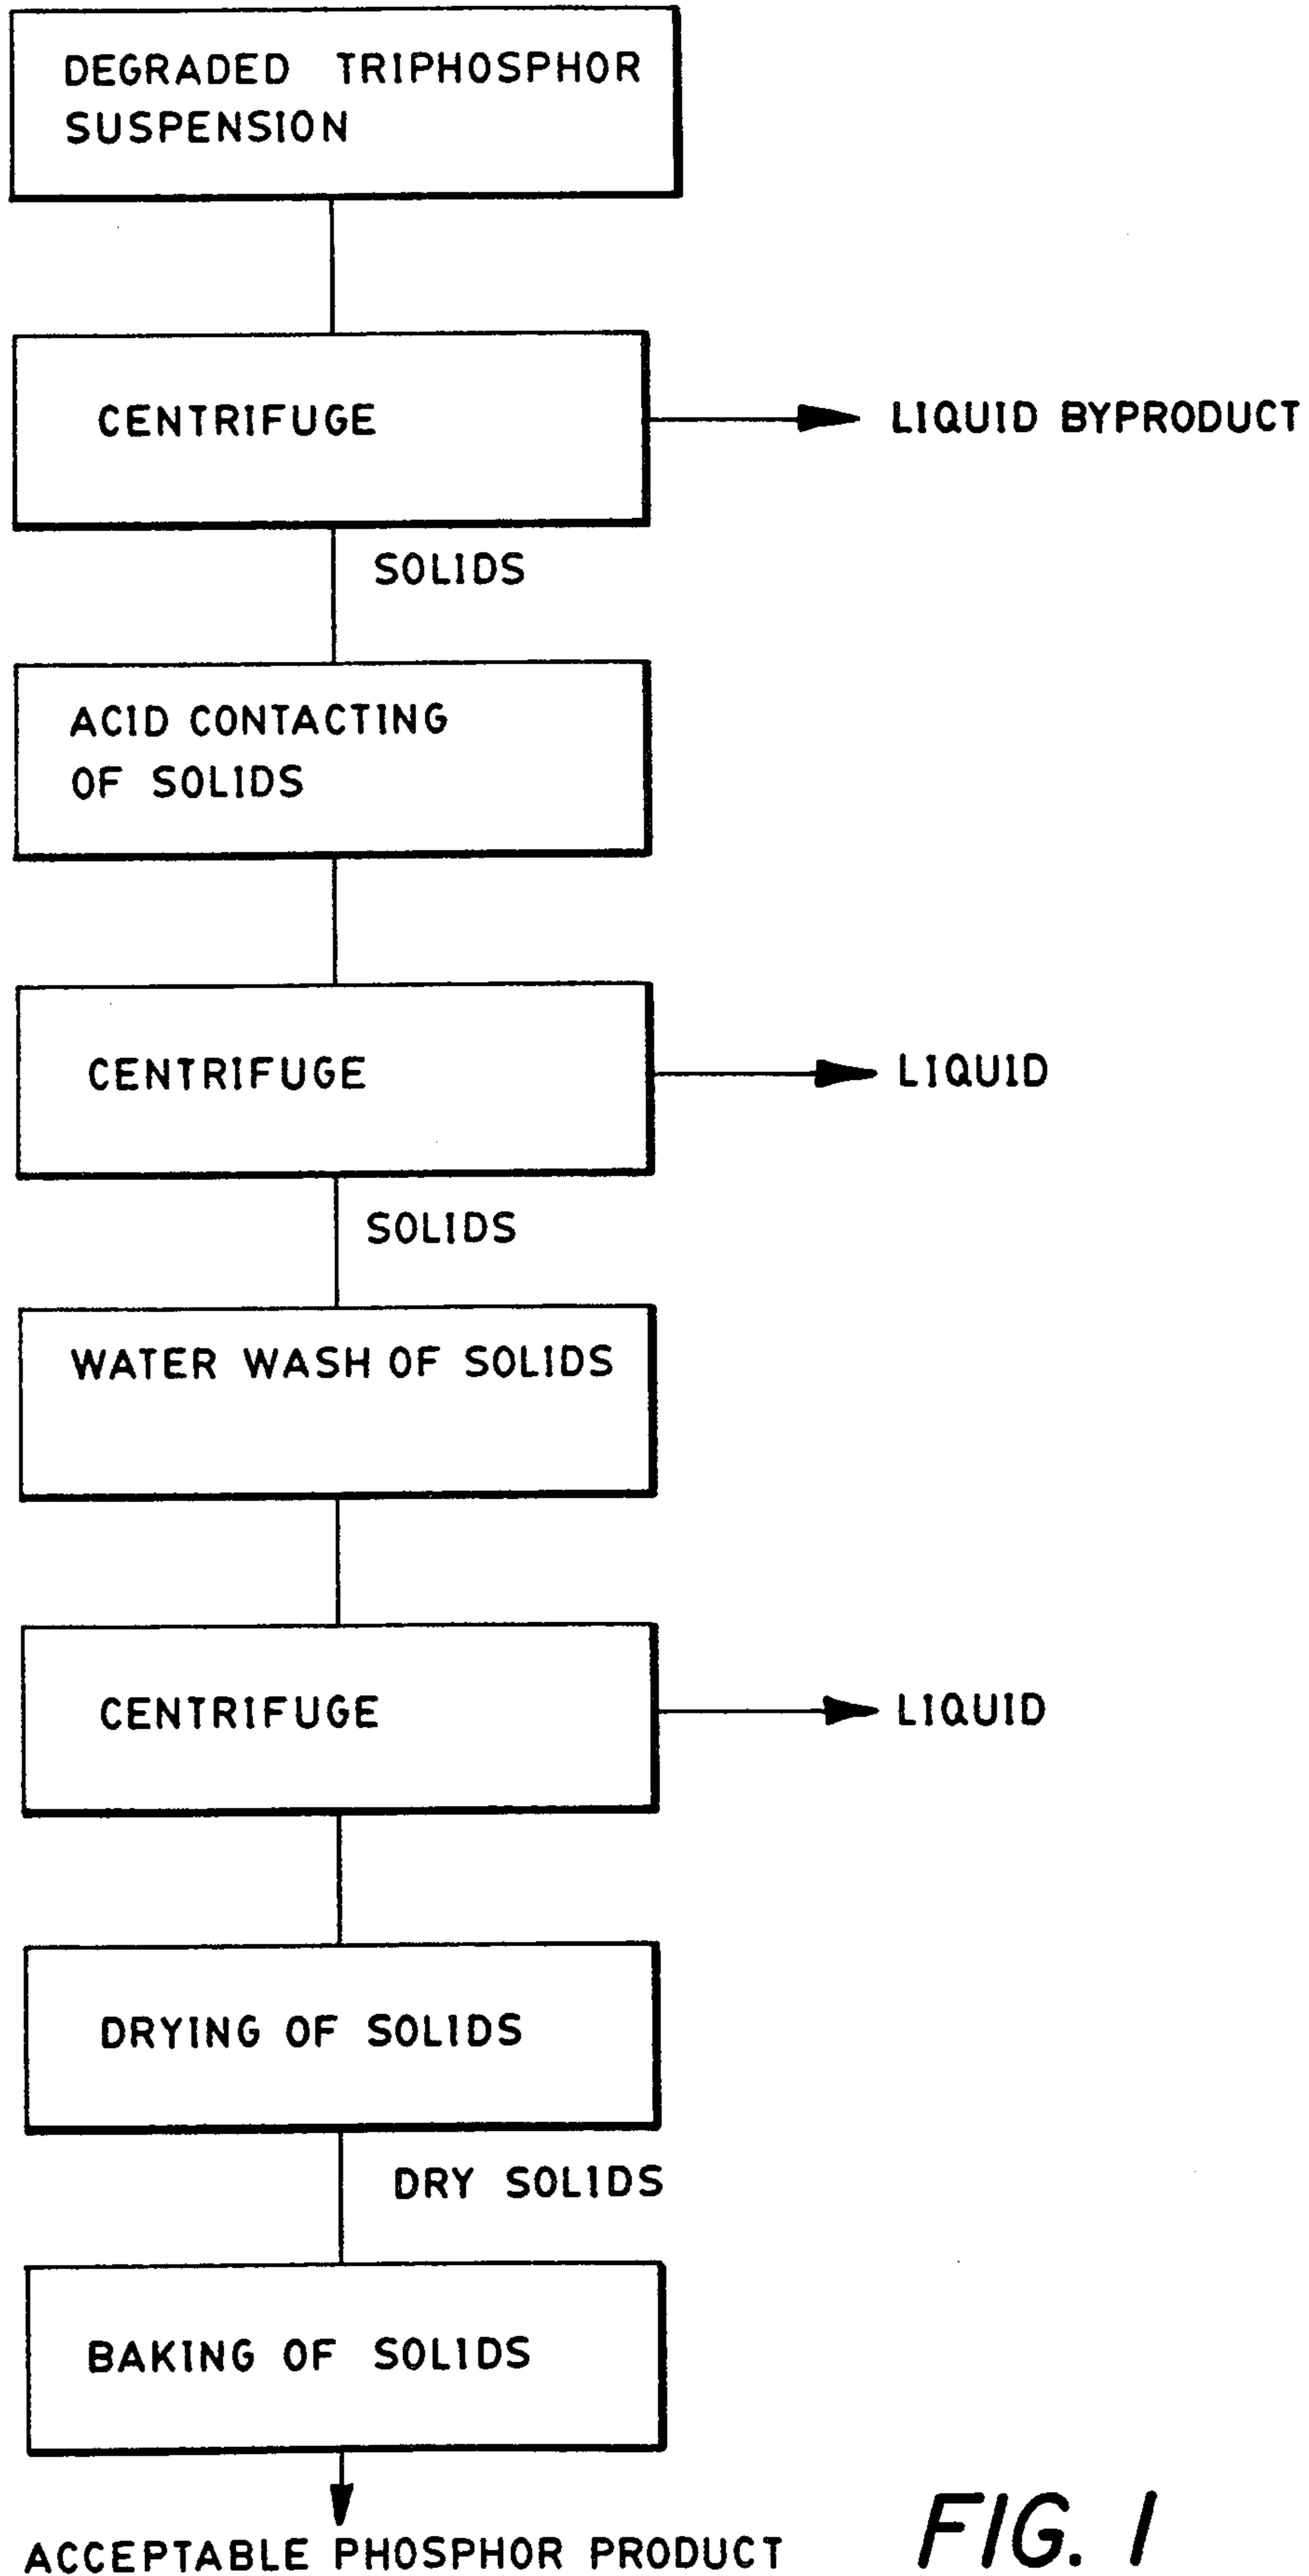 DEGRADED TRIPHOSPHOR
SUSPENSION
CENTRIFUGE
LIQUID BYPRODUCT
SOLIDS
ACID CONTACTING
OF SOLIDS
CENTRIFUGE
LIQUID
SOLIDS
WATER WASH OF SOLIDS
CENTRIFUGE
LIQUID
DRYING OF SOLIDS
DRY SOLIDS
BAKING OF SOLIDS
ACCEPTABLE PHOSPHOR PRODUCT
FIG. 1